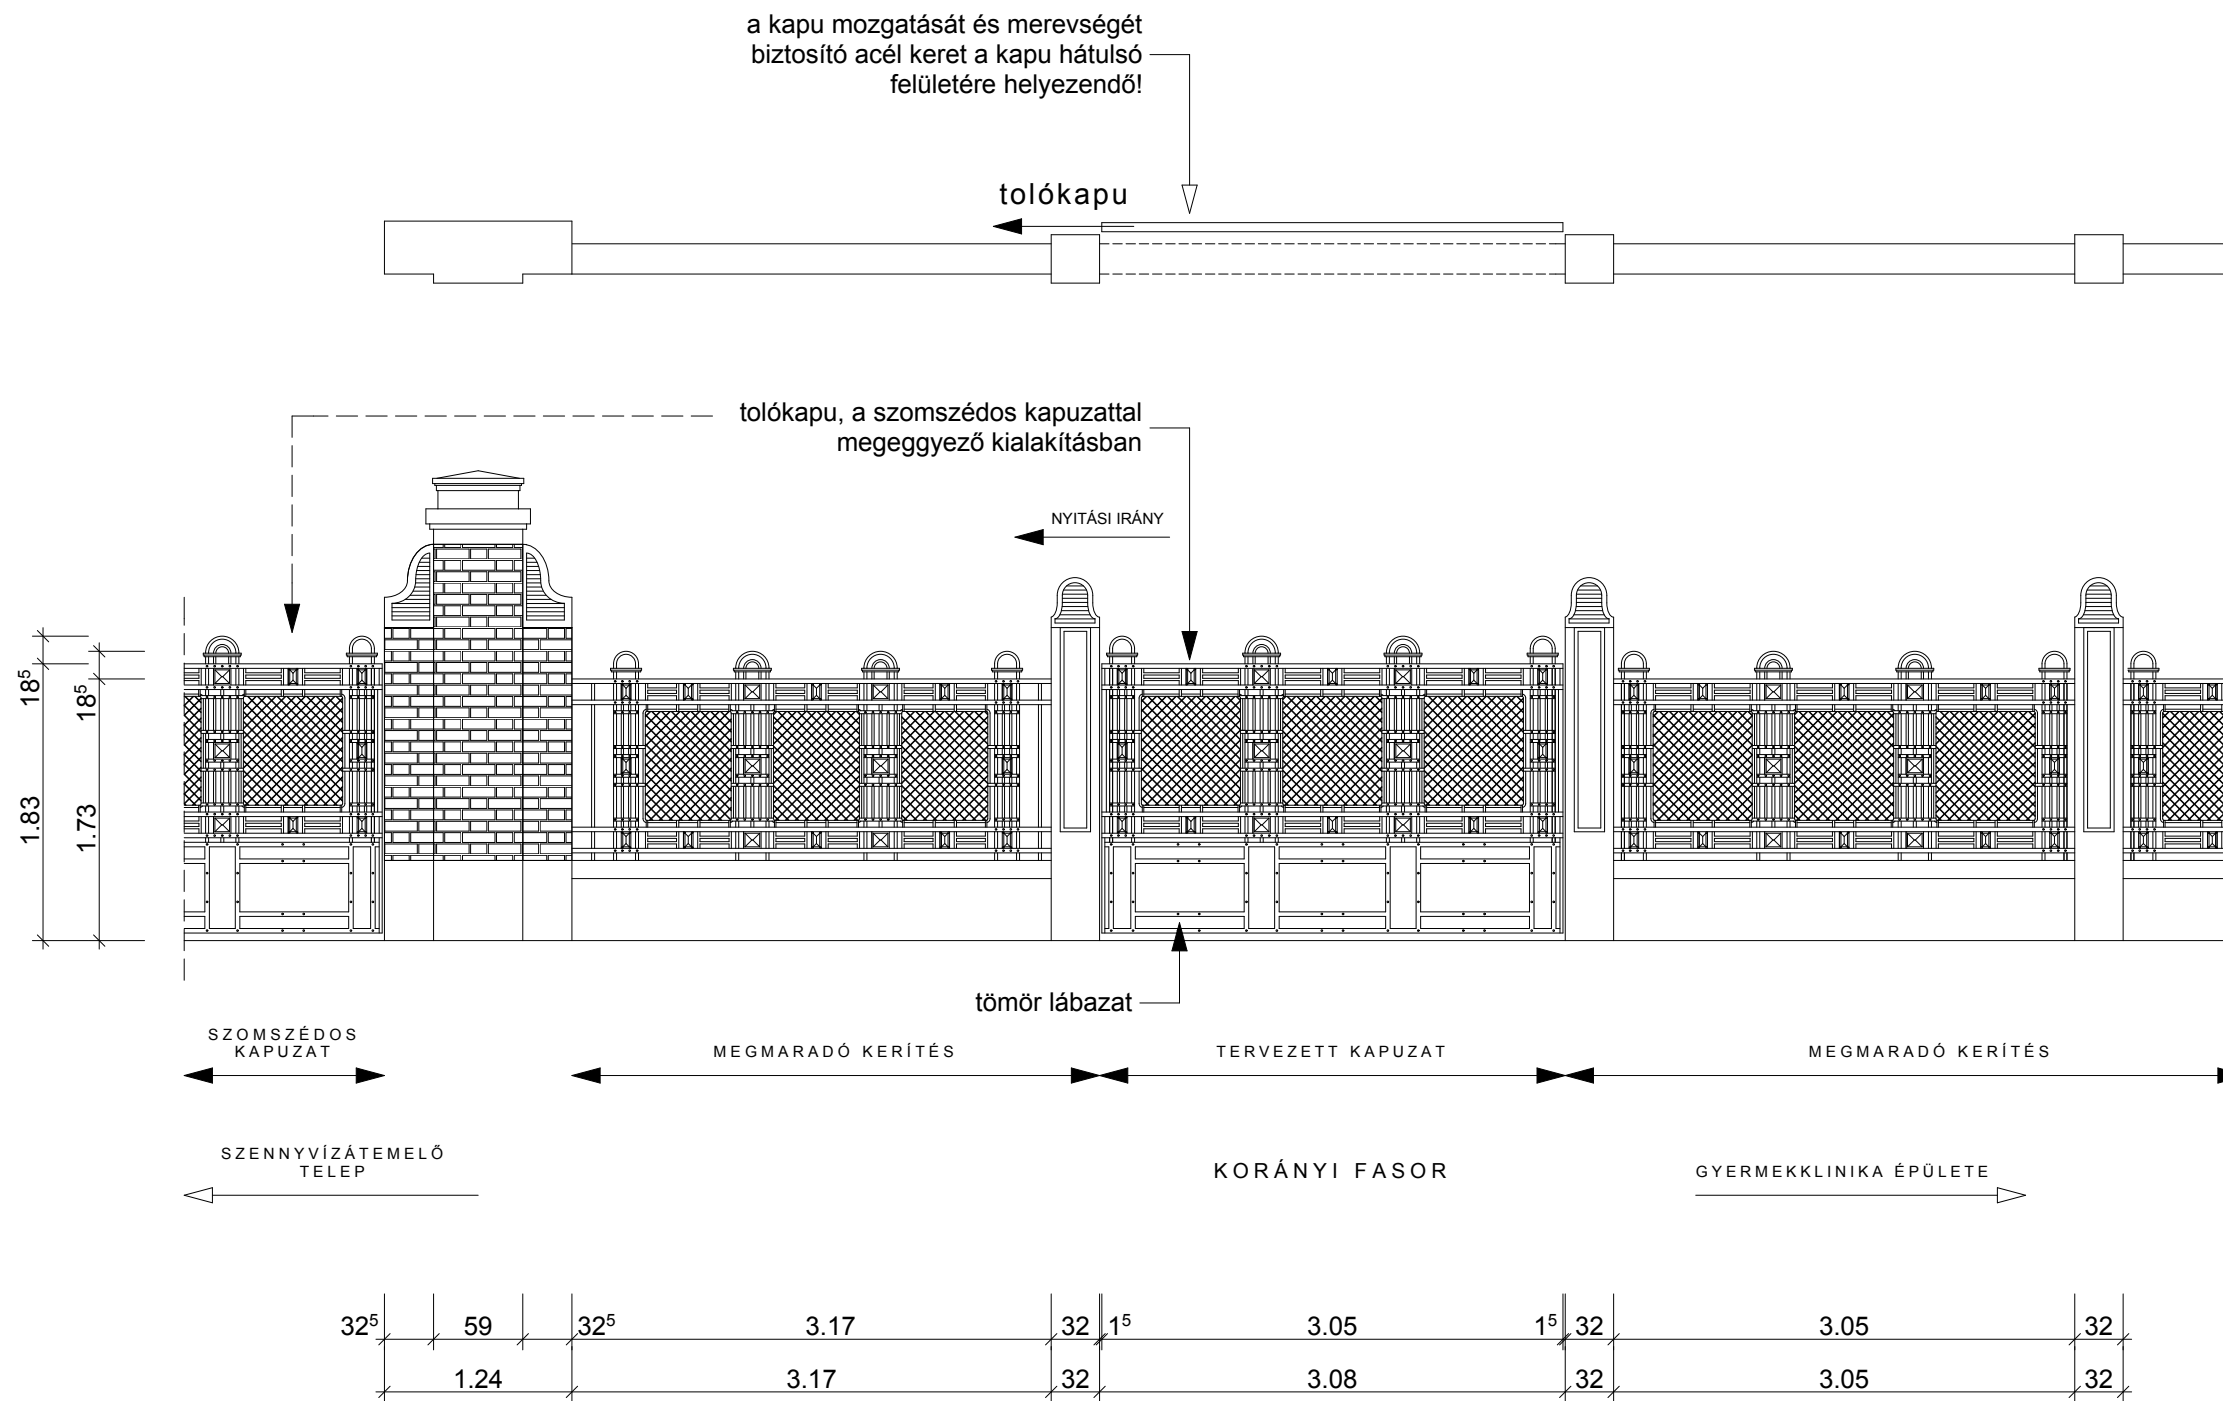 a kapu mozgatását és merevségét
biztosító acél keret a kapu hátulsó
felületére helyezendő!
tolókapu
tolókapu, a szomszédos kapuzattal
megeggyező kialakításban
NYITÁSI IRÁNY
18⁵
18⁵
1.83
1.73
tömör lábazat
SZOMSZÉDOS
KAPUZAT
MEGMARADÓ KERÍTÉS
TERVEZETT KAPUZAT
MEGMARADÓ KERÍTÉS
SZENNYVÍZÁTEMELŐ
TELEP
KORÁNYI FASOR
GYERMEKKLINIKA ÉPÜLETE
32⁵ 59 32⁵ 3.17 32 1⁵ 3.05 1⁵ 32 3.05 32
1.24 3.17 32 3.08 32 3.05 32